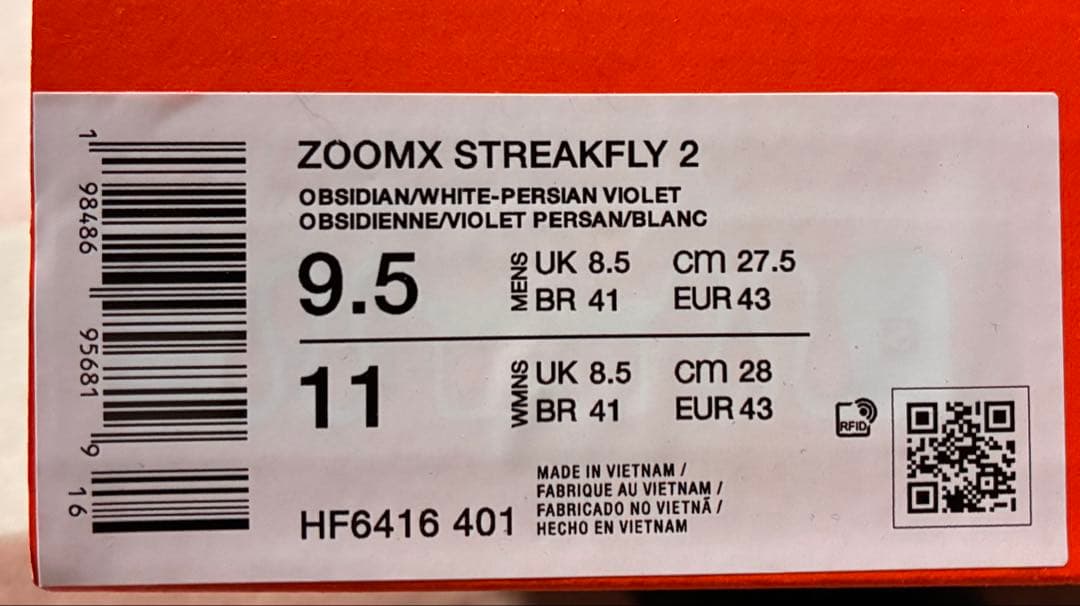 ZOOMX STREAKFLY 2
OBSIDIAN/WHITE-PERSIAN VIOLET
OBSIDIENNE/VIOLET PERSAN/BLANC
9.5
MENS
UK 8.5 CM 27.5
BR 41 EUR 43
11
WMNS
UK 8.5 CM 28
BR 41 EUR 43
RFID
HF6416 401
MADE IN VIETNAM /
FABRIQUE AU VIETNAM /
FABRICADO NO VIETNÃ /
HECHO EN VIETNAM
1 98486 95681 9
16